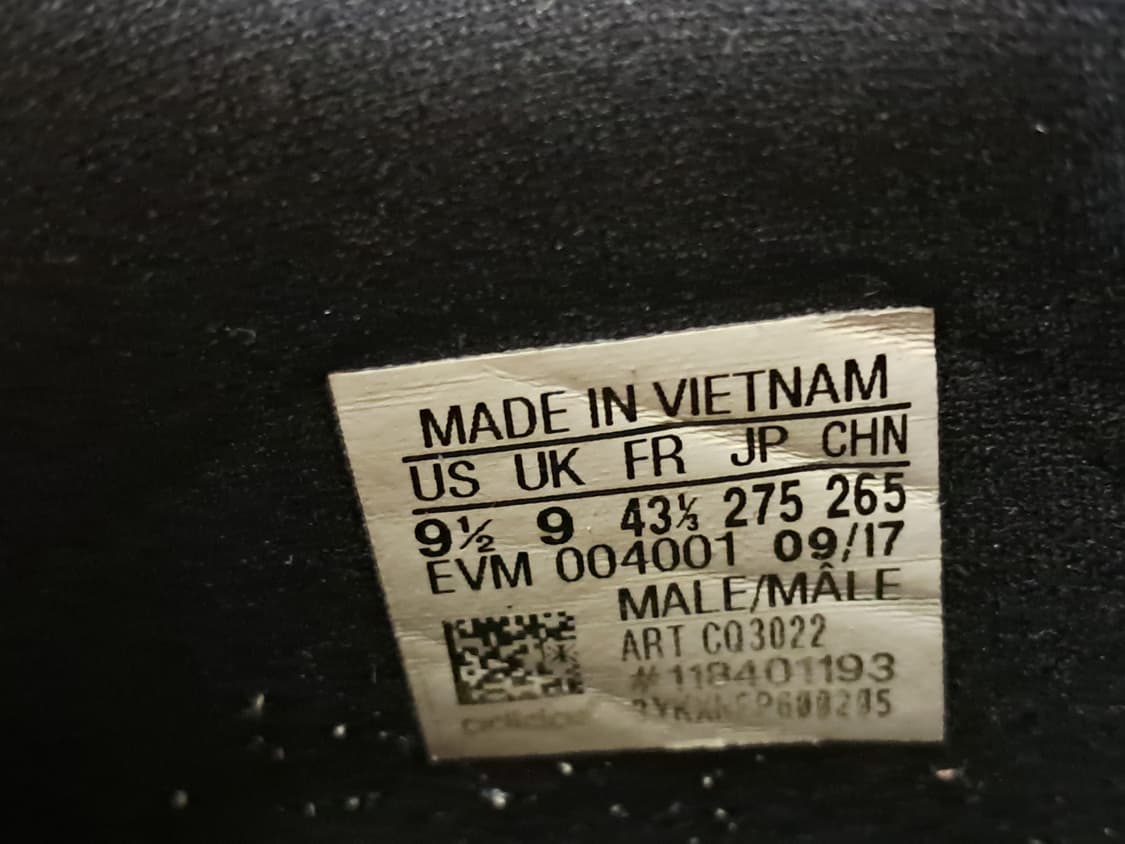 MADE IN VIETNAM
US UK FR JP CHN
9½ 9 43⅓ 275 265
EVM 004001 09/17
MALE/MÂLE
ART CQ3022
#118401193
adidas